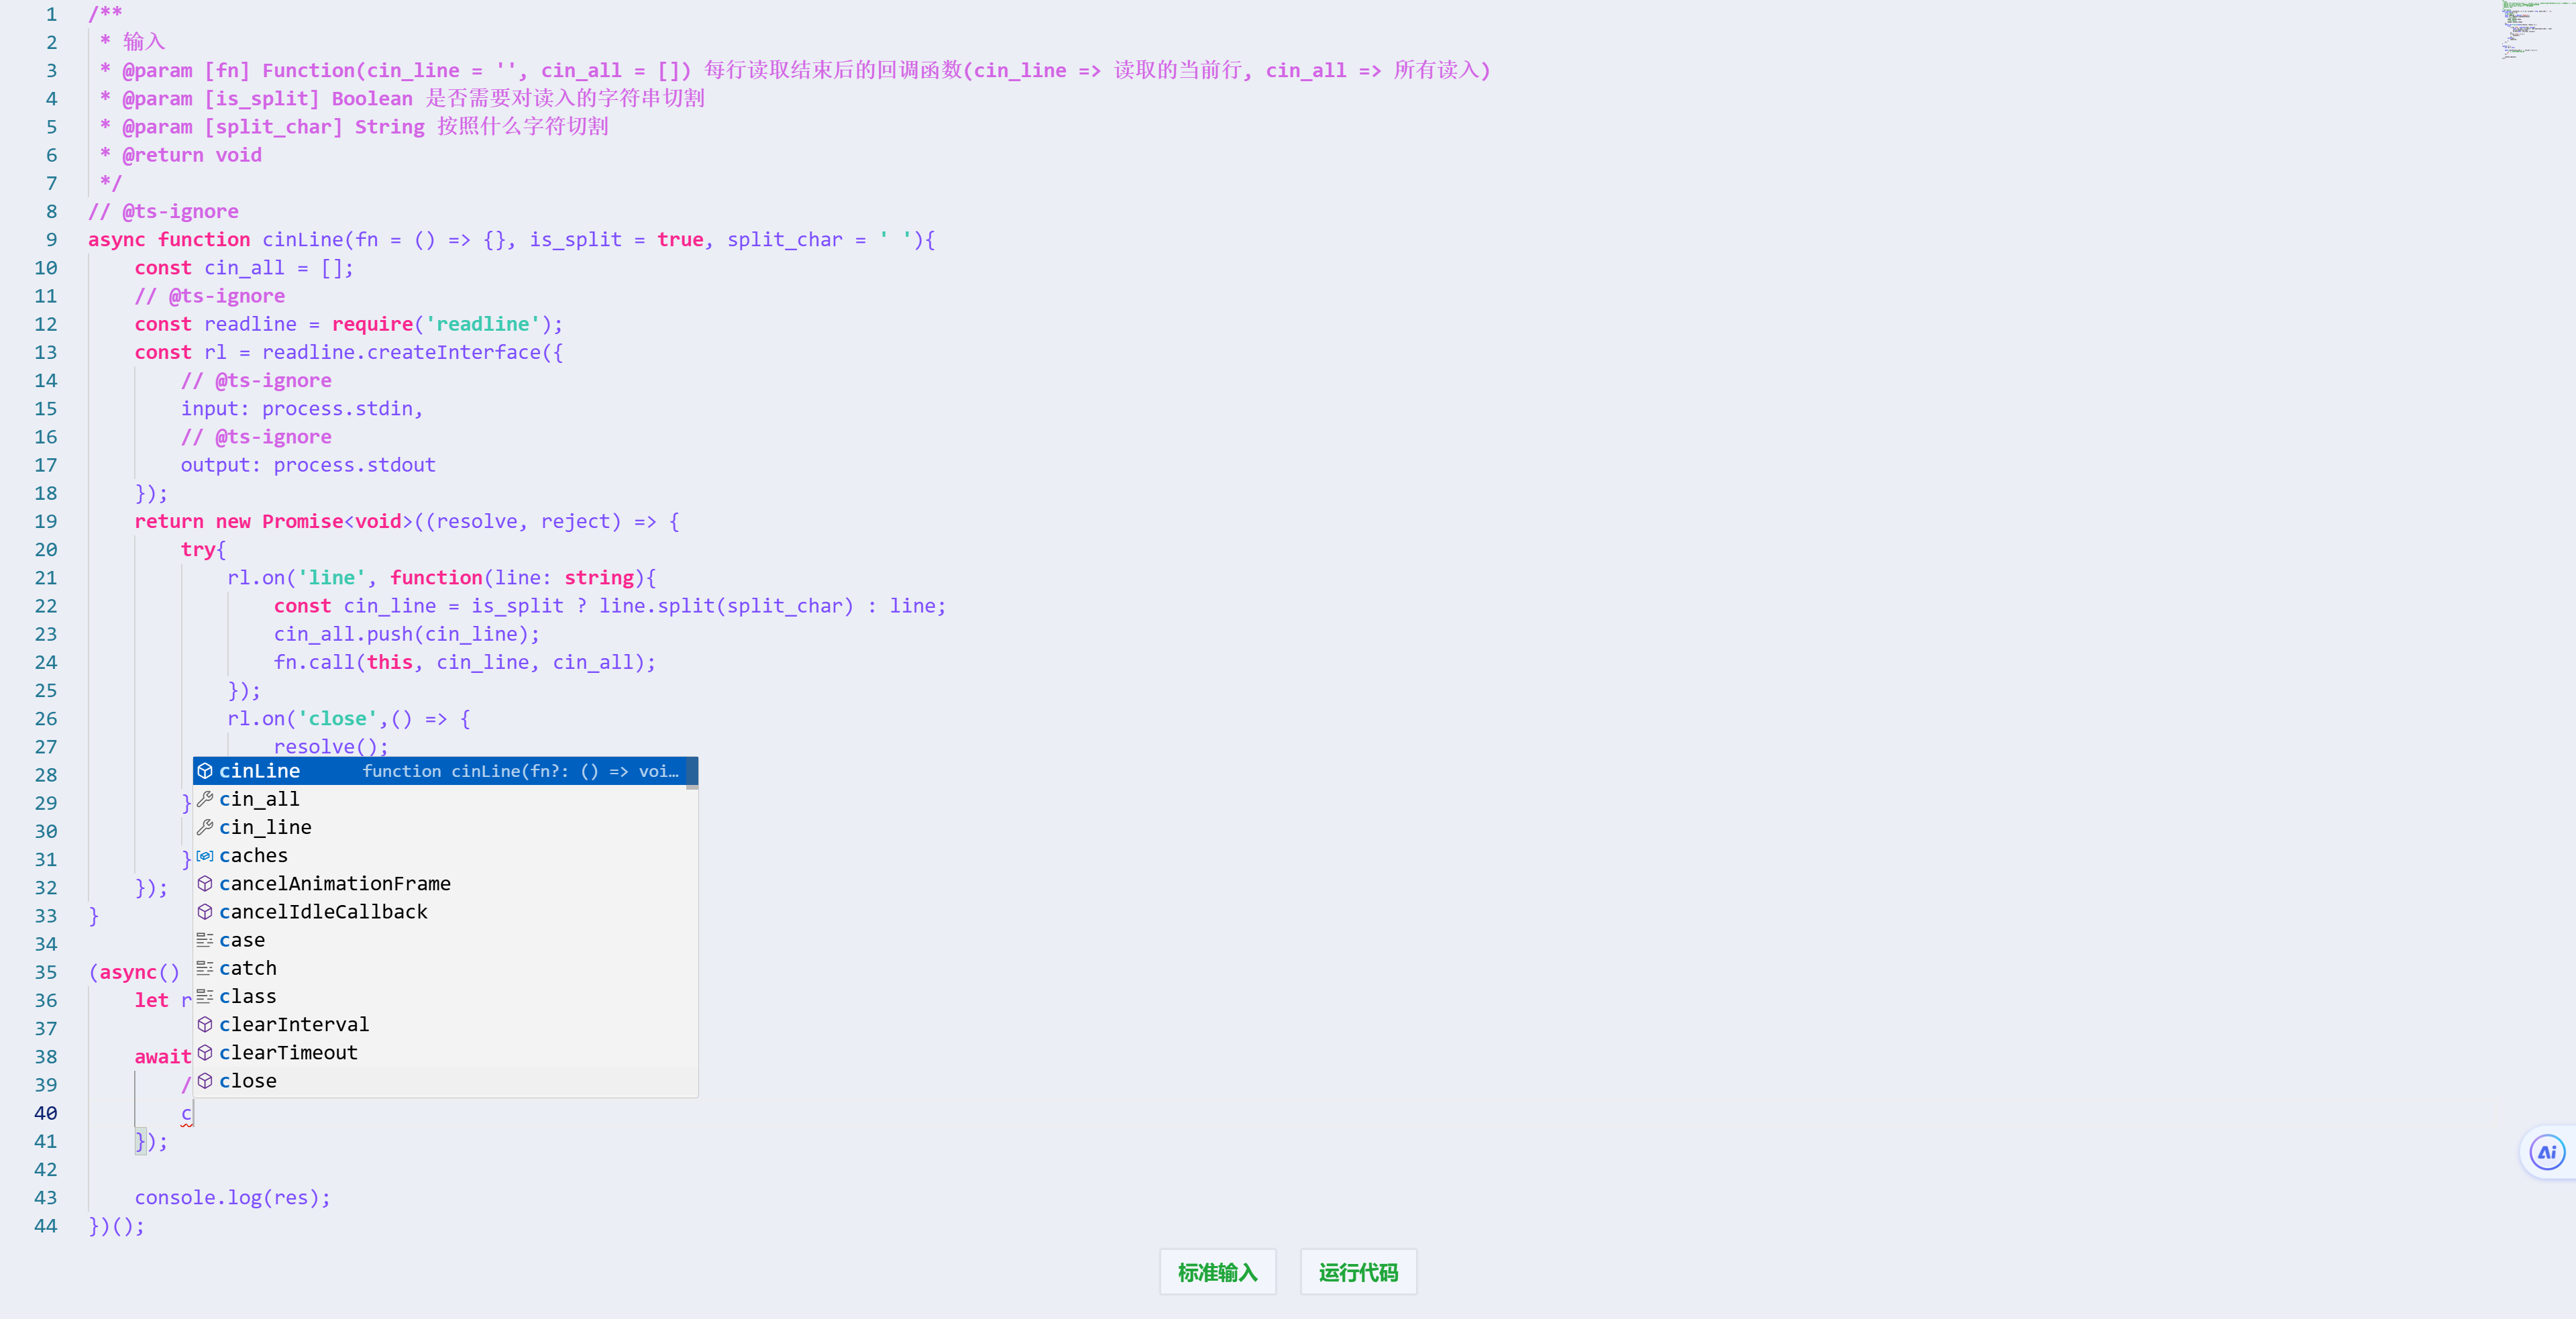 1 /**
2  * 输入
3  * @param [fn] Function(cin_line = '', cin_all = []) 每行读取结束后的回调函数(cin_line => 读取的当前行, cin_all => 所有读入)
4  * @param [is_split] Boolean 是否需要对读入的字符串切割
5  * @param [split_char] String 按照什么字符切割
6  * @return void
7  */
8 // @ts-ignore
9 async function cinLine(fn = () => {}, is_split = true, split_char = ' '){
10     const cin_all = [];
11     // @ts-ignore
12     const readline = require('readline');
13     const rl = readline.createInterface({
14         // @ts-ignore
15         input: process.stdin,
16         // @ts-ignore
17         output: process.stdout
18     });
19     return new Promise<void>((resolve, reject) => {
20         try{
21             rl.on('line', function(line: string){
22                 const cin_line = is_split ? line.split(split_char) : line;
23                 cin_all.push(cin_line);
24                 fn.call(this, cin_line, cin_all);
25             });
26             rl.on('close',() => {
27                 resolve();
28 cinLine function cinLine(fn?: () => voi…
29         } cin_all
30 cin_line
31         } caches
cancelAnimationFrame
32     });
cancelIdleCallback
33 }
34 case
catch
35 (async()
36     let r class
37 clearInterval
38     await clearTimeout
39         / close
40         c
41     });
42
43     console.log(res);
44 })();
标准输入 运行代码
Ai